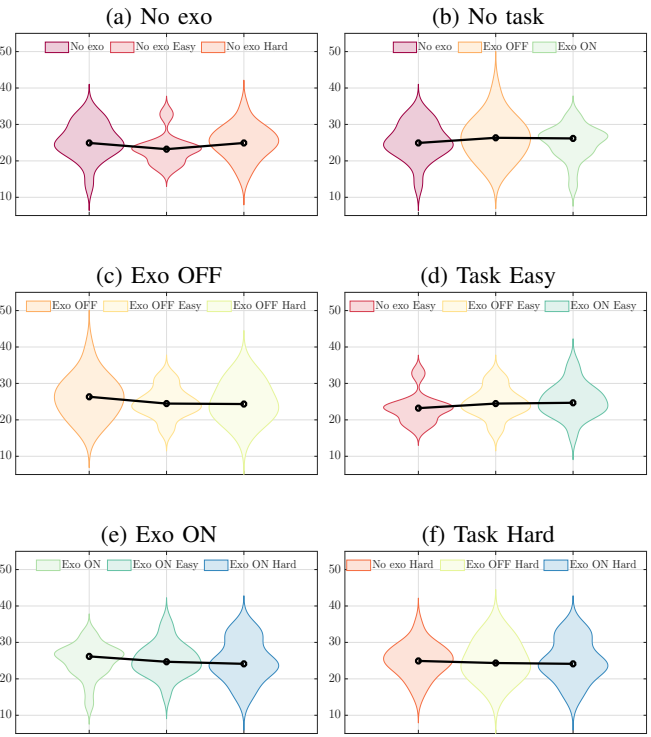 (a) No exo
(b) No task
No exo No exo Easy No exo Hard
No exo Exo OFF Exo ON
50
40
30
20
10
50
40
30
20
10
(c) Exo OFF
(d) Task Easy
Exo OFF Exo OFF Easy Exo OFF Hard
No exo Easy Exo OFF Easy Exo ON Easy
50
40
30
20
10
50
40
30
20
10
(e) Exo ON
(f) Task Hard
Exo ON Exo ON Easy Exo ON Hard
No exo Hard Exo OFF Hard Exo ON Hard
50
40
30
20
10
50
40
30
20
10